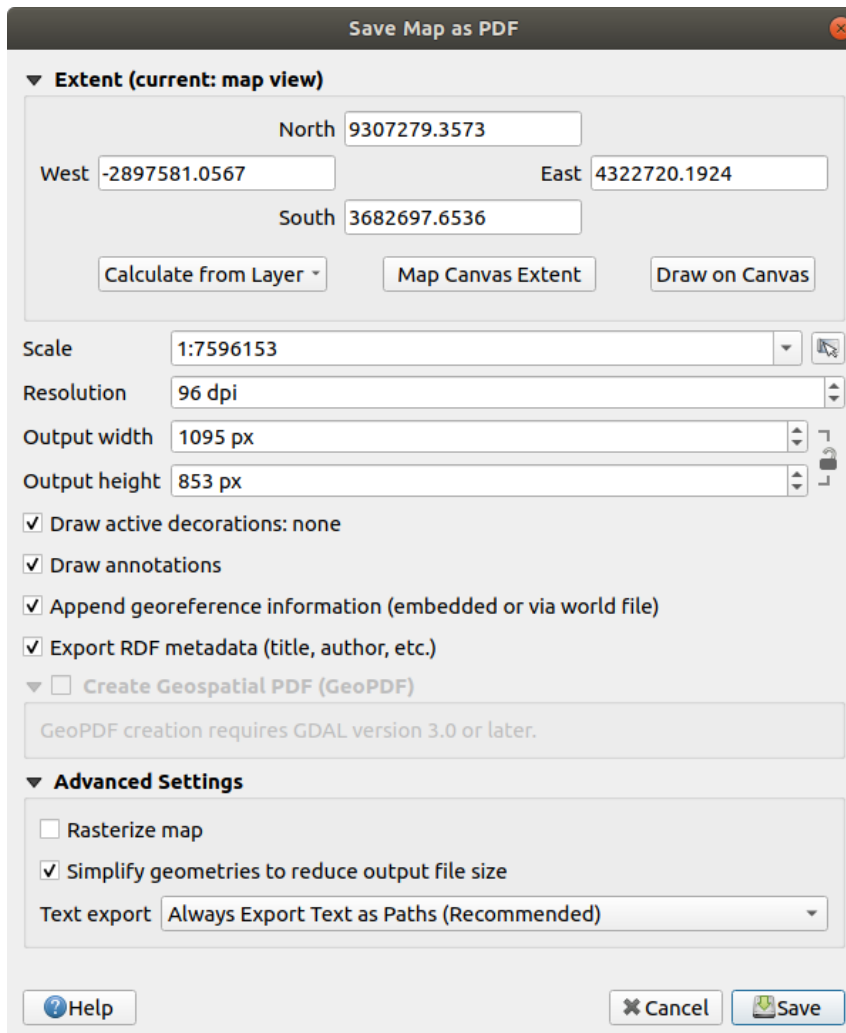 Save Map as PDF
Extent (current: map view)
North 9307279.3573
West -2897581.0567 East 4322720.1924
South 3682697.6536
Calculate from Layer Map Canvas Extent Draw on Canvas
Scale 1:7596153
Resolution 96 dpi
Output width 1095 px
Output height 853 px
Draw active decorations: none
Draw annotations
Append georeference information (embedded or via world file)
Export RDF metadata (title, author, etc.)
Create Geospatial PDF (GeoPDF)
GeoPDF creation requires GDAL version 3.0 or later.
Advanced Settings
Rasterize map
Simplify geometries to reduce output file size
Text export Always Export Text as Paths (Recommended)
Help Cancel Save